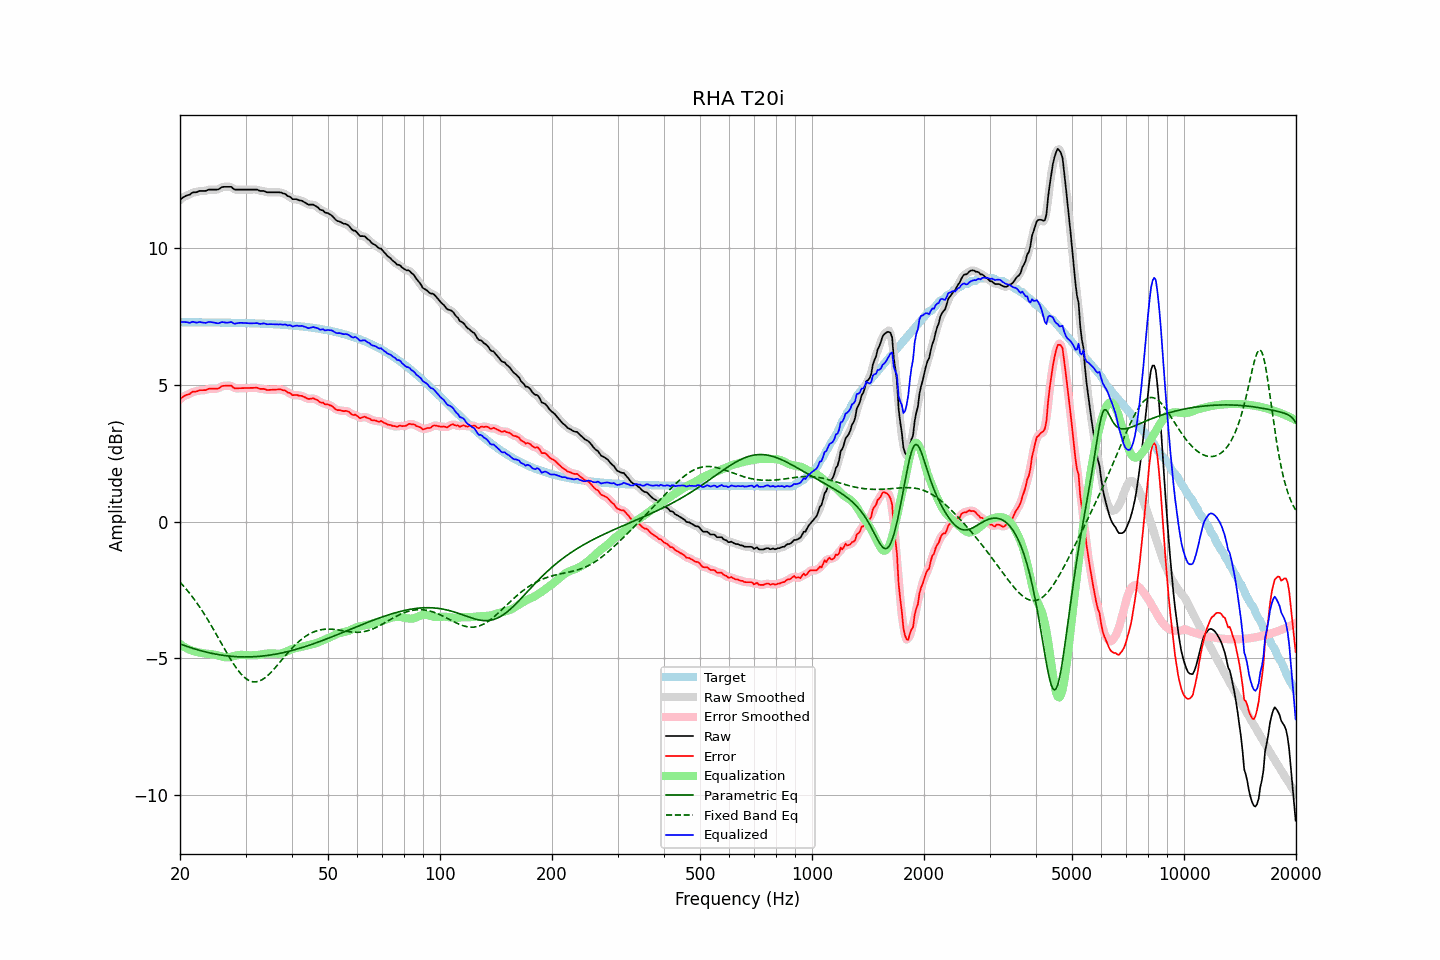 RHA T20i
Amplitude (dBr)
10
5
0
−5
−10
Target
Raw Smoothed
Error Smoothed
Raw
Error
Equalization
Parametric Eq
Fixed Band Eq
Equalized
20 50 100 200 500 1000 2000 5000 10000 20000
Frequency (Hz)